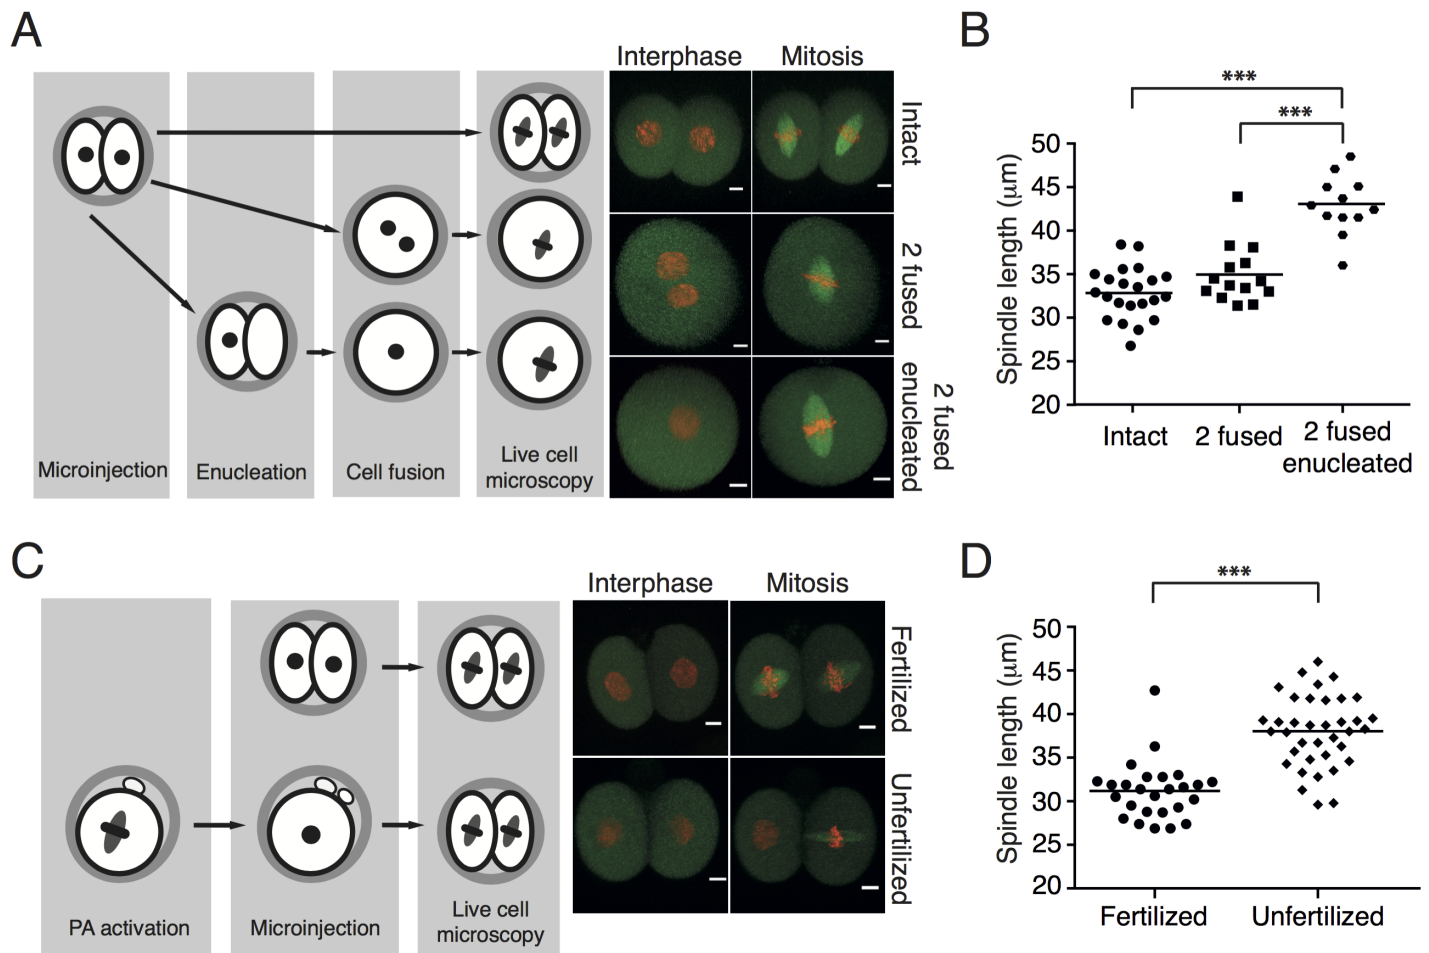 A
Interphase
Mitosis
Intact
2 fused
2 fused
enucleated
Microinjection
Enucleation
Cell fusion
Live cell
microscopy
B
***
***
Spindle length (μm)
50
45
40
35
30
25
20
Intact
2 fused
2 fused
enucleated
C
Interphase
Mitosis
Fertilized
Unfertilized
PA activation
Microinjection
Live cell
microscopy
D
***
Spindle length (μm)
50
45
40
35
30
25
20
Fertilized
Unfertilized